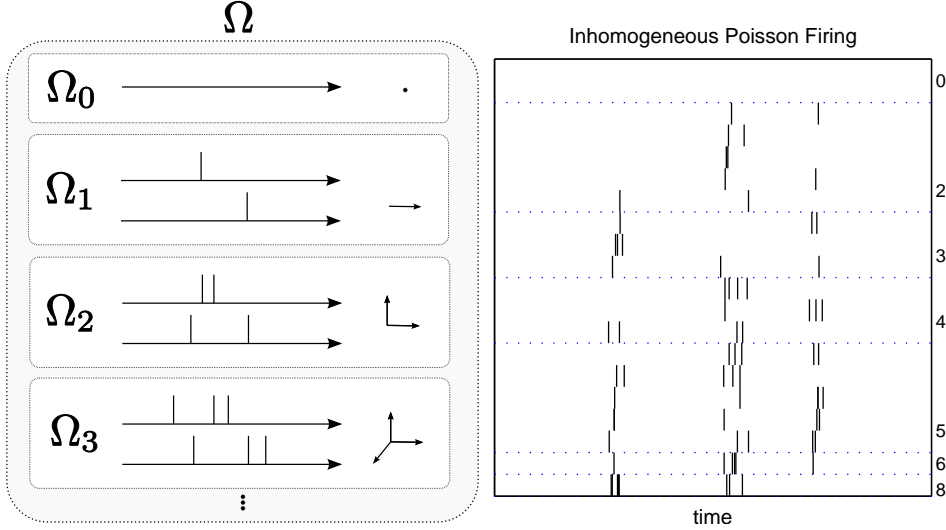 Ω
Ω0
Ω1
Ω2
Ω3
Inhomogeneous Poisson Firing
0
2
3
4
5
6
8
time